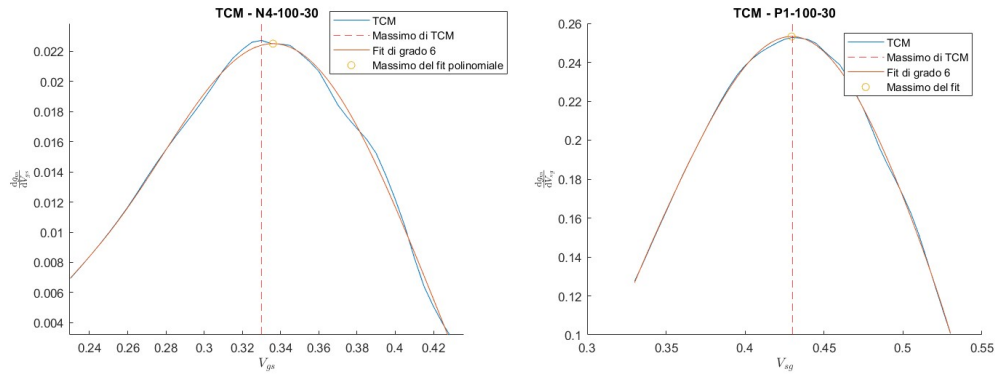 TCM - N4-100-30
TCM
Massimo di TCM
Fit di grado 6
Massimo del fit polinomiale
0.022
0.02
0.018
0.016
0.014
0.012
0.01
0.008
0.006
0.004
0.24
0.26
0.28
0.3
0.32
0.34
0.36
0.38
0.4
0.42
V_gs
TCM - P1-100-30
TCM
Massimo di TCM
Fit di grado 6
Massimo del fit
0.26
0.24
0.22
0.2
0.18
0.16
0.14
0.12
0.1
0.3
0.35
0.4
0.45
0.5
0.55
V_sg